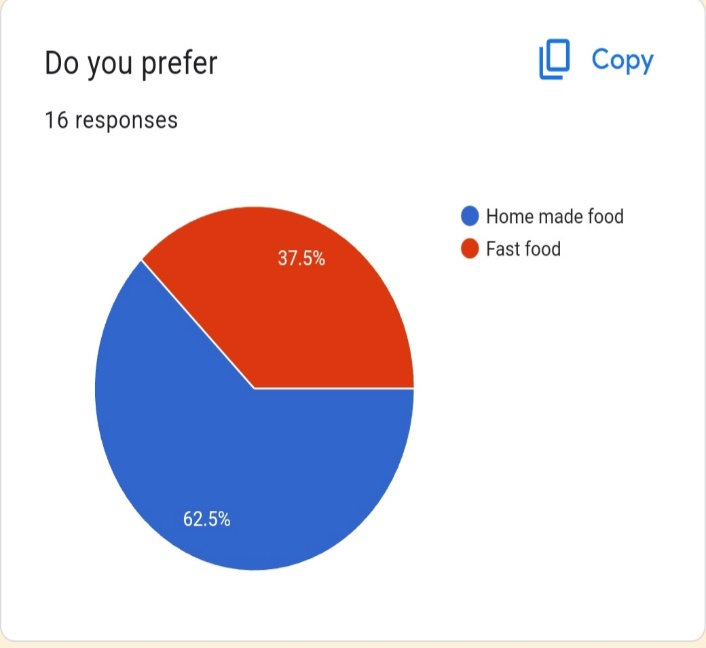 Do you prefer
Copy
16 responses
Home made food
Fast food
37.5%
62.5%